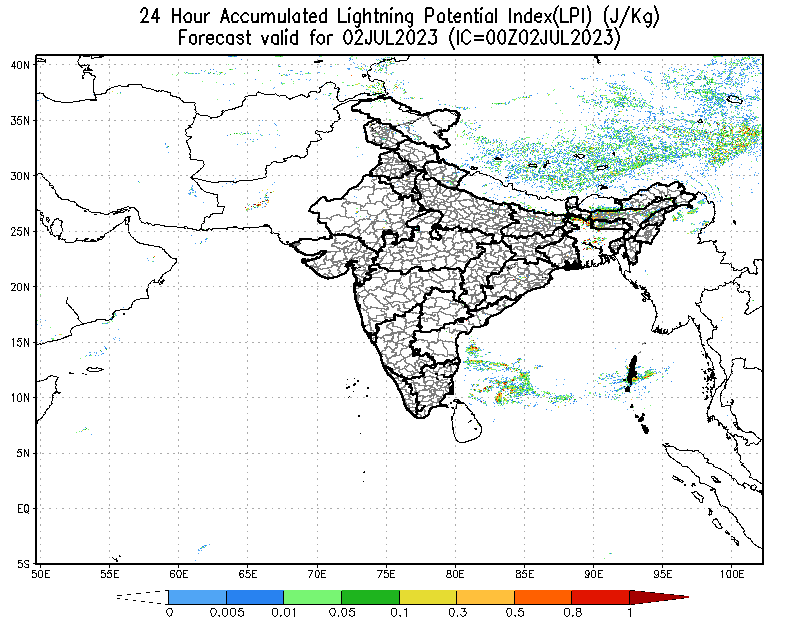 24 Hour Accumulated Lightning Potential Index(LPI) (J/Kg)
Forecast valid for 02JUL2023 (IC=00Z02JUL2023)
40N
35N
30N
25N
20N
15N
10N
5N
EQ
5S
50E 55E 60E 65E 70E 75E 80E 85E 90E 95E 100E
0 0.005 0.01 0.05 0.1 0.3 0.5 0.8 1